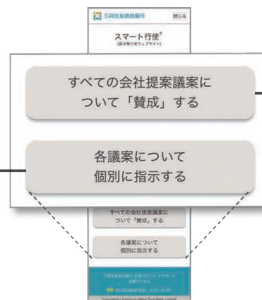 三井住友信託銀行 閉じる
スマート行使®
すべての会社提案議案に
ついて「賛成」する
各議案について
個別に指示する
すべての会社提案議案に
ついて「賛成」する
各議案について
個別に指示する